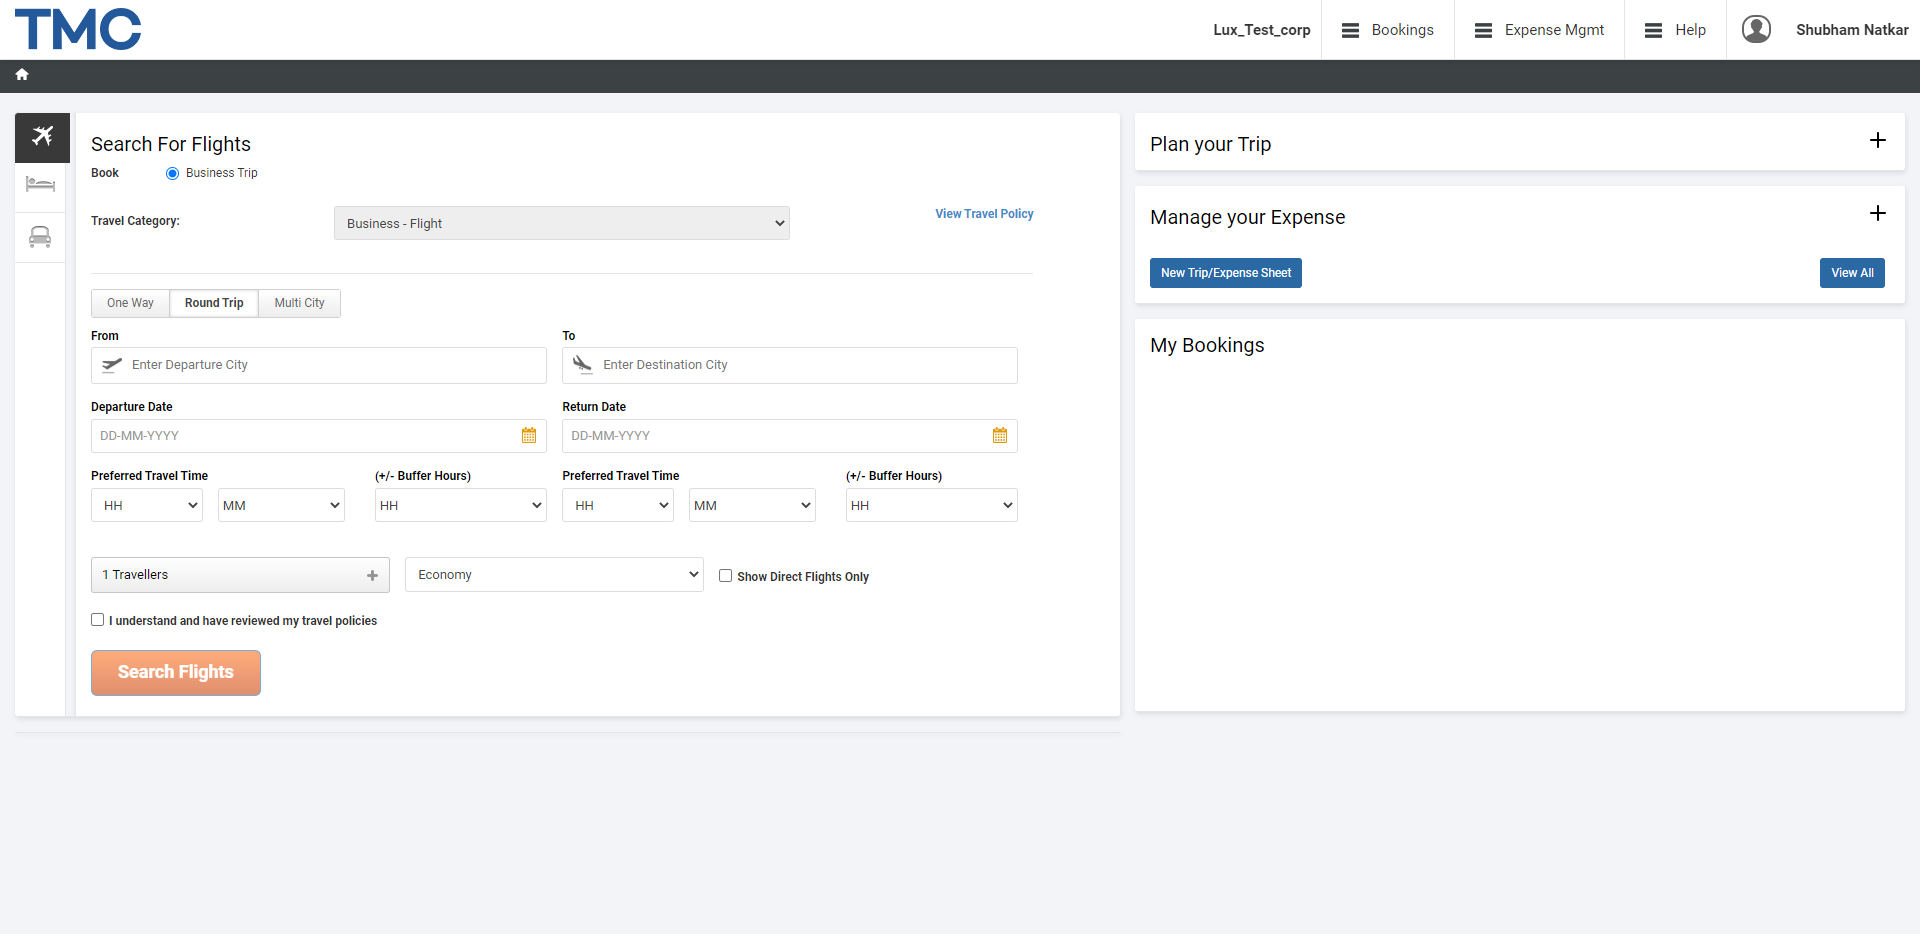 TMC
Lux_Test_corp
Bookings
Expense Mgmt
Help
Shubham Natkar
Search For Flights
Book
Business Trip
Travel Category:
Business - Flight
View Travel Policy
One Way
Round Trip
Multi City
From
To
Enter Departure City
Enter Destination City
Departure Date
Return Date
DD-MM-YYYY
DD-MM-YYYY
Preferred Travel Time
(+/- Buffer Hours)
Preferred Travel Time
(+/- Buffer Hours)
HH
MM
HH
HH
MM
HH
1 Travellers
Economy
Show Direct Flights Only
I understand and have reviewed my travel policies
Search Flights
Plan your Trip
Manage your Expense
New Trip/Expense Sheet
View All
My Bookings